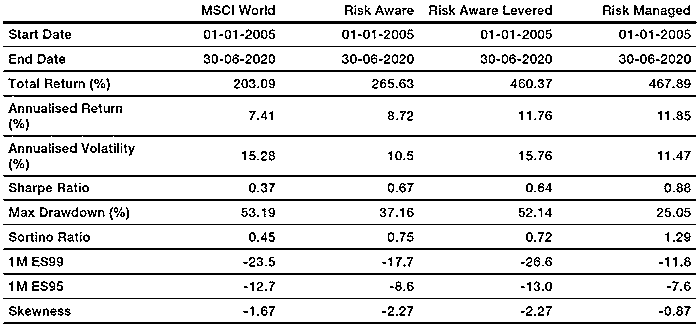 MSCI World Risk Aware Risk Aware Levered Risk Managed
Start Date 01-01-2005 01-01-2005 01-01-2005 01-01-2005
End Date 30-06-2020 30-06-2020 30-06-2020 30-06-2020
Total Return (%) 203.09 265.63 460.37 467.89
Annualised Return
(%) 7.41 8.72 11.76 11.85
Annualised Volatility
(%) 15.28 10.5 15.76 11.47
Sharpe Ratio 0.37 0.67 0.64 0.88
Max Drawdown (%) 53.19 37.16 52.14 25.05
Sortino Ratio 0.45 0.75 0.72 1.29
1M ES99 -23.5 -17.7 -26.6 -11.8
1M ES95 -12.7 -8.6 -13.0 -7.6
Skewness -1.67 -2.27 -2.27 -0.87